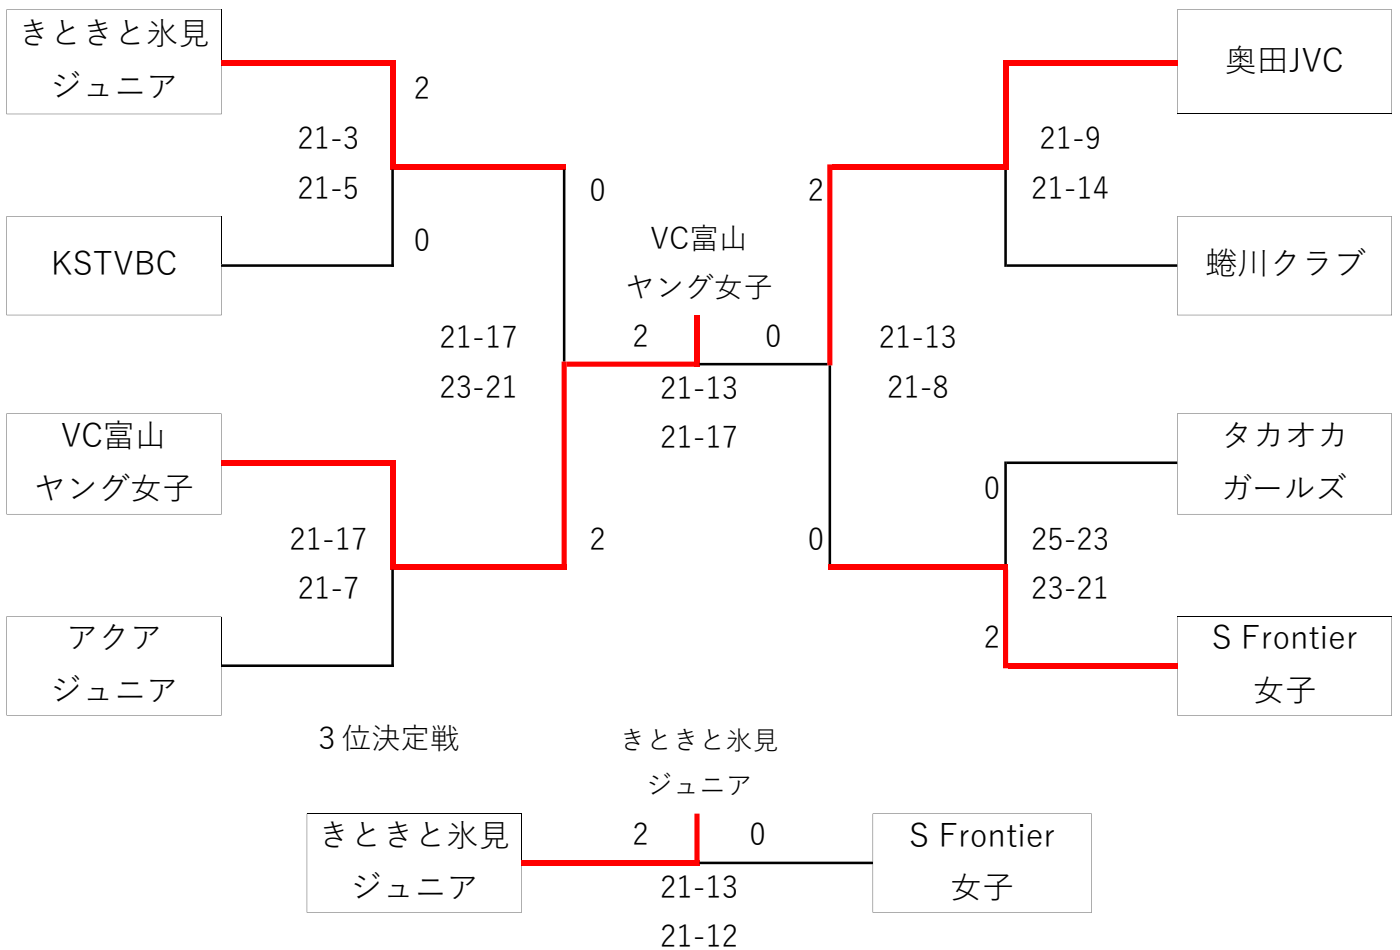 きときと氷見
ジュニア
奥田JVC
2
21-3
21-5
21-9
21-14
0
2
0
KSTVBC
VC富山
ヤング女子
蜷川クラブ
21-17
23-21
2
0
21-13
21-17
21-13
21-8
VC富山
ヤング女子
タカオカ
ガールズ
0
21-17
21-7
2
0
25-23
23-21
2
アクア
ジュニア
S Frontier
女子
３位決定戦
きときと氷見
ジュニア
きときと氷見
ジュニア
2
0
21-13
21-12
S Frontier
女子